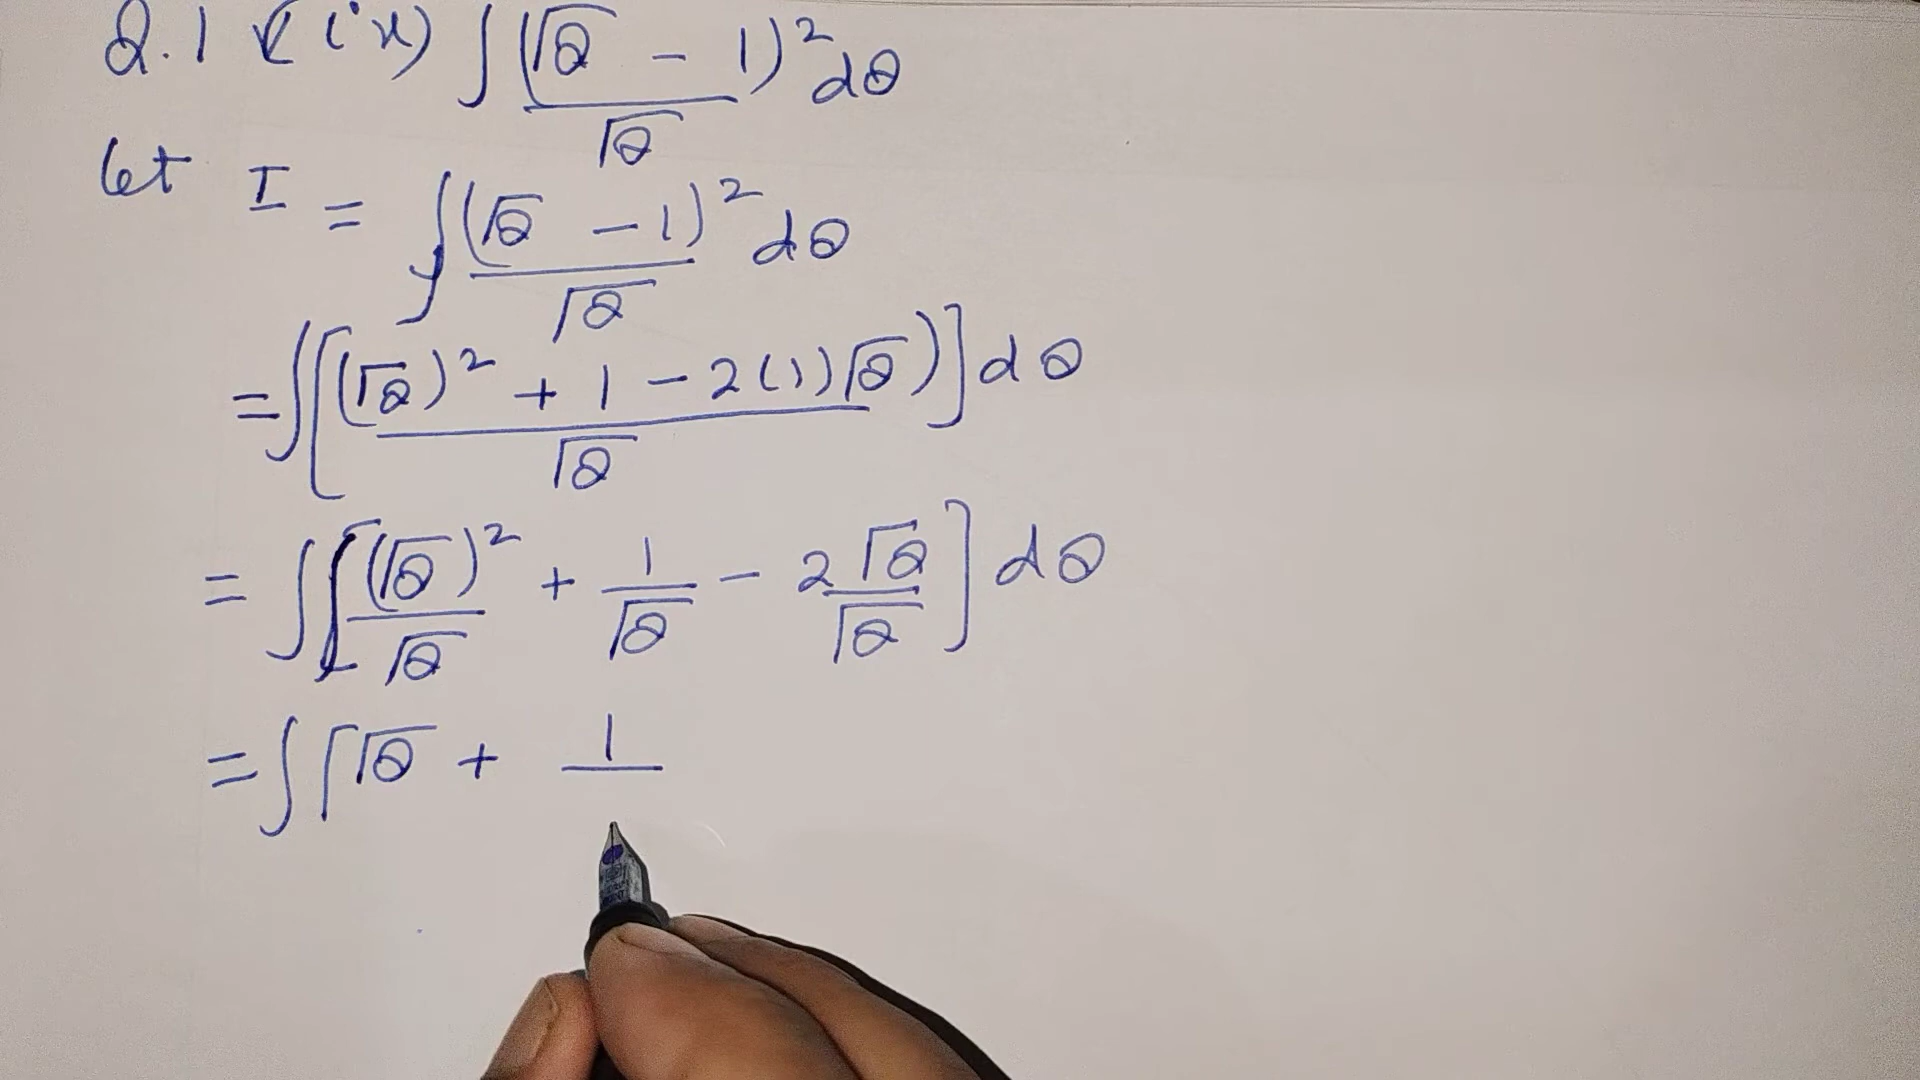 Q.1 (ix) ∫ (√θ - 1)² / √θ dθ
let I = ∫ (√θ - 1)² / √θ dθ
= ∫ [((√θ)² + 1 - 2(1)√θ) / √θ] dθ
= ∫ [(√θ)² / √θ + 1 / √θ - 2√θ / √θ] dθ
= ∫ [√θ + 1 /